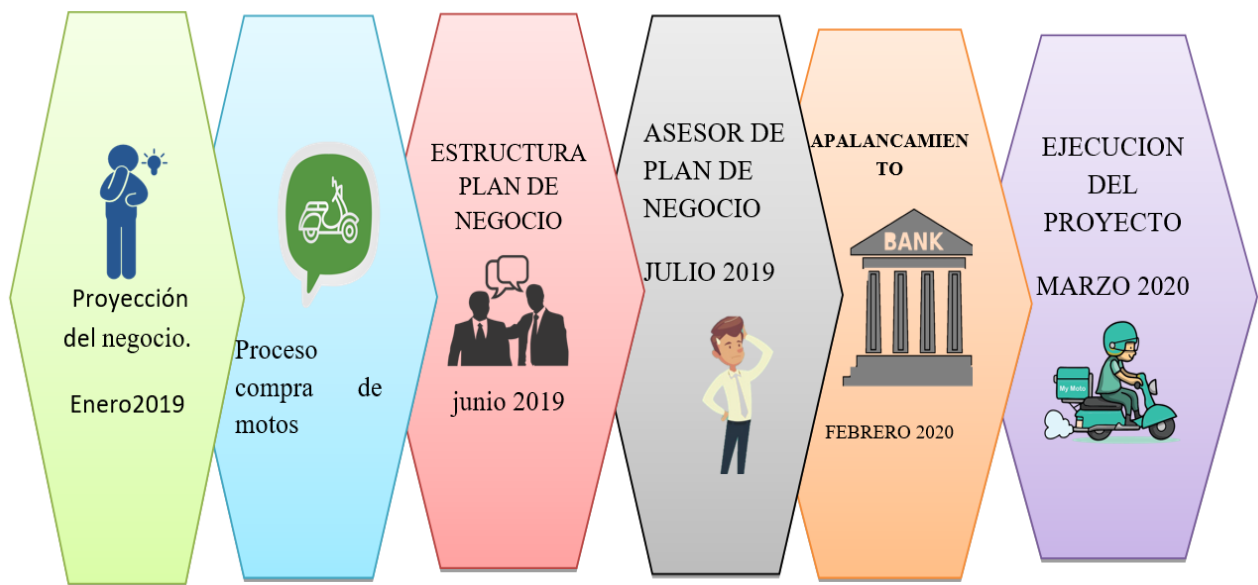 Proyección
del negocio.
Enero2019
Proceso
compra de
motos
ESTRUCTURA
PLAN DE
NEGOCIO
junio 2019
ASESOR DE
PLAN DE
NEGOCIO
JULIO 2019
APALANCAMIEN
TO
BANK
FEBRERO 2020
EJECUCION
DEL
PROYECTO
MARZO 2020
My Moto